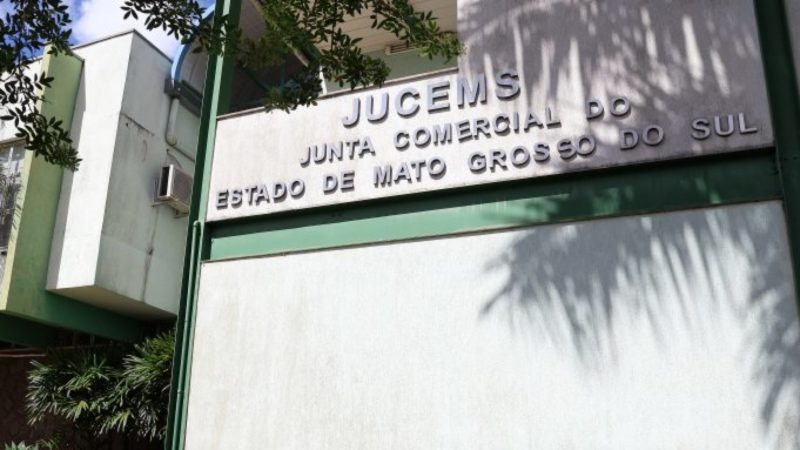 JUCEMS
JUNTA COMERCIAL DO
ESTADO DE MATO GROSSO DO SUL